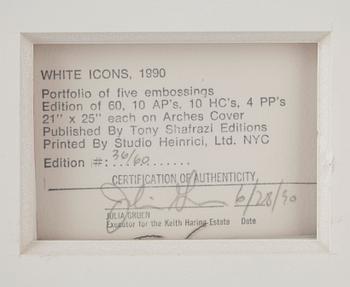 WHITE ICONS, 1990
Portfolio of five embossings
Edition of 60, 10 AP's, 10 HC's, 4 PP's
21" x 25" each on Arches Cover
Published By Tony Shafrazi Editions
Printed By Studio Heinrici, Ltd. NYC
Edition #: 36/60
CERTIFICATION OF AUTHENTICITY,
6/28/90
JULIA GRUEN Date
Executor for the Keith Haring Estate